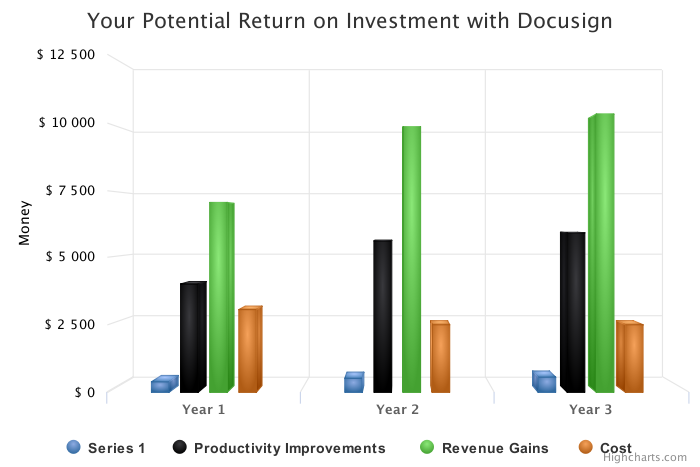 Your Potential Return on Investment with Docusign
$ 12 500
$ 10 000
$ 7 500
$ 5 000
$ 2 500
$ 0
Money
Year 1 Year 2 Year 3
Series 1 Productivity Improvements Revenue Gains Cost
Highcharts.com